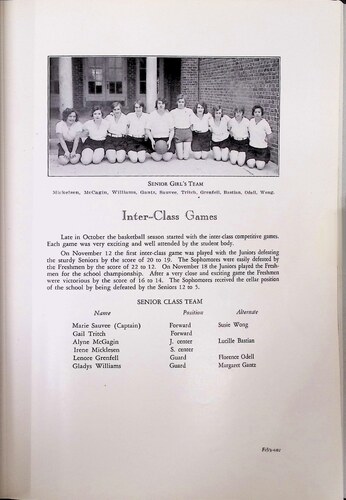 SENIOR GIRL'S TEAM
Mickelsen, McCagin, Williams, Gantz, Sauvee, Tritch, Grenfell, Bastian, Odell, Wong.
Inter-Class Games
Late in October the basketball season started with the inter-class competitive games.
Each game was very exciting and well attended by the student body.
On November 12 the first inter-class game was played with the Juniors defeating
the sturdy Seniors by the score of 20 to 19. The Sophomores were easily defeated by
the Freshmen by the score of 22 to 12. On November 18 the Juniors played the Fresh-
men for the school championship. After a very close and exciting game the Freshmen
were victorious by the score of 16 to 14. The Sophomores received the cellar position
of the school by being defeated by the Seniors 12 to 5.
SENIOR CLASS TEAM
Name Position Alternate
Marie Sauvee (Captain) Forward Susie Wong
Gail Tritch Forward
Alyne McGagin J. center Lucille Bastian
Irene Micklesen S. center
Lenore Grenfell Guard Florence Odell
Gladys Williams Guard Margaret Gantz
Fifty-one